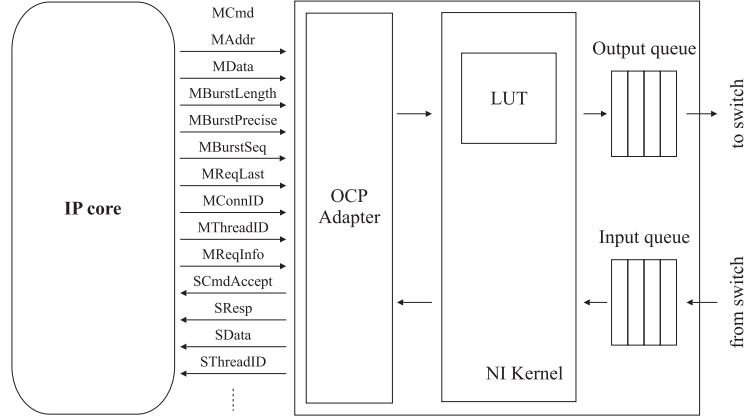 MCmd
MAddr
MData
MBurstLength
MBurstPrecise
MBurstSeq
MReqLast
MConnID
MThreadID
MReqInfo
SCmdAccept
SResp
SData
SThreadID
IP core
OCP
Adapter
LUT
NI Kernel
Output queue
to switch
Input queue
from switch